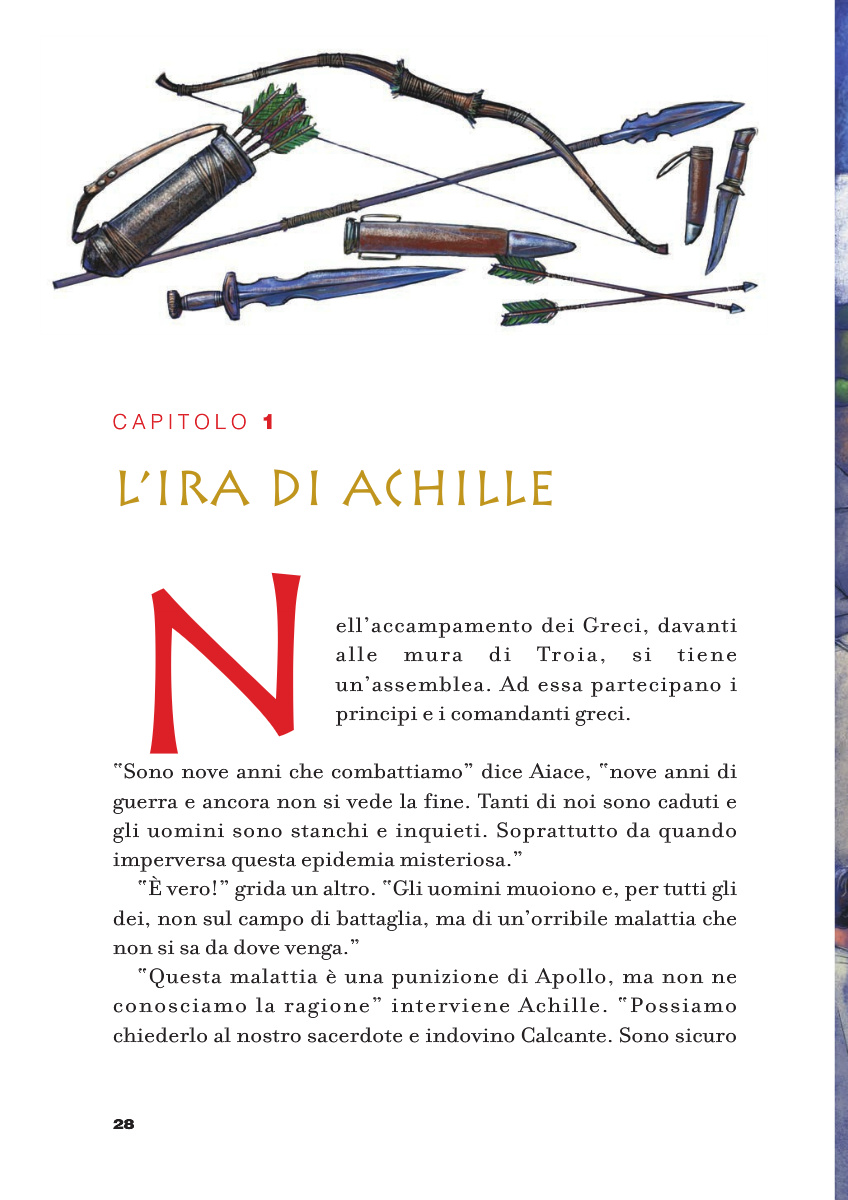 CAPITOLO 1
L'IRA DI ACHILLE
Nell'accampamento dei Greci, davanti
alle mura di Troia, si tiene
un'assemblea. Ad essa partecipano i
principi e i comandanti greci.
"Sono nove anni che combattiamo" dice Aiace, "nove anni di
guerra e ancora non si vede la fine. Tanti di noi sono caduti e
gli uomini sono stanchi e inquieti. Soprattutto da quando
imperversa questa epidemia misteriosa."
"È vero!" grida un altro. "Gli uomini muoiono e, per tutti gli
dei, non sul campo di battaglia, ma di un'orribile malattia che
non si sa da dove venga."
"Questa malattia è una punizione di Apollo, ma non ne
conosciamo la ragione" interviene Achille. "Possiamo
chiederlo al nostro sacerdote e indovino Calcante. Sono sicuro
28